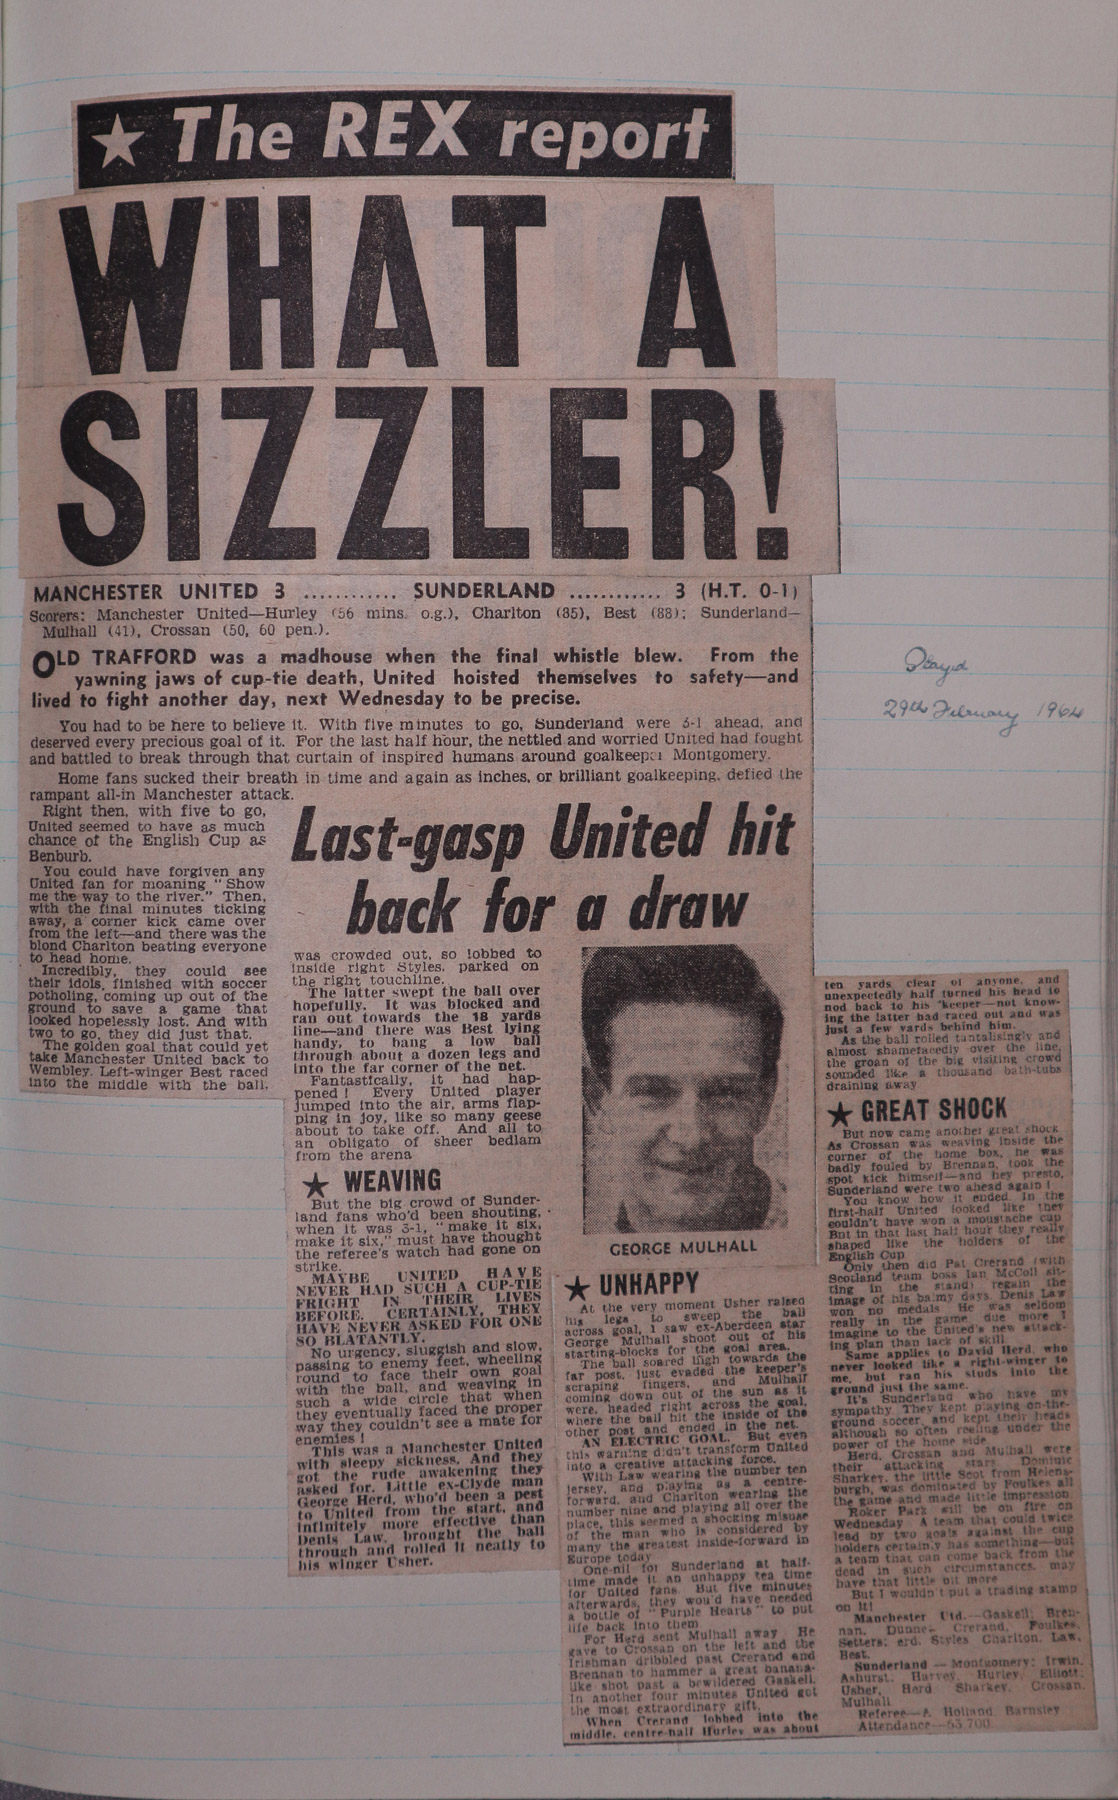 ★ The REX report
WHAT A
SIZZLER!
MANCHESTER UNITED 3 ............ SUNDERLAND ............ 3 (H.T. 0-1)
Scorers: Manchester United—Hurley (56 mins. o.g.), Charlton (85), Best (88); Sunderland—
Mulhall (41), Crossan (50, 60 pen.).
OLD TRAFFORD was a madhouse when the final whistle blew. From the
yawning jaws of cup-tie death, United hoisted themselves to safety—and
lived to fight another day, next Wednesday to be precise.
You had to be here to believe it. With five minutes to go, Sunderland were 3-1 ahead, and
deserved every precious goal of it. For the last half hour, the nettled and worried United had fought
and battled to break through that curtain of inspired humans around goalkeeper Montgomery.
Home fans sucked their breath in time and again as inches, or brilliant goalkeeping, defied the
rampant all-in Manchester attack.
Right then, with five to go,
United seemed to have as much
chance of the English Cup as
Benburb.
You could have forgiven any
United fan for moaning "Show
me the way to the river." Then,
with the final minutes ticking
away, a corner kick came over
from the left—and there was the
blond Charlton beating everyone
to head home.
Incredibly, they could see
their idols, finished with soccer
potholing, coming up out of the
ground to save a game that
looked hopelessly lost. And with
two to go, they did just that.
The golden goal that could yet
take Manchester United back to
Wembley. Left-winger Best raced
into the middle with the ball,
Last-gasp United hit
back for a draw
was crowded out, so lobbed to
inside right Styles, parked on
the right touchline.
The latter swept the ball over
hopefully. It was blocked and
ran out towards the 18 yards
line—and there was Best lying
handy, to bang a low ball
through about a dozen legs and
into the far corner of the net.
Fantastically, it had hap-
pened! Every United player
jumped into the air, arms flap-
ping in joy, like so many geese
about to take off. And all to
an obligato of sheer bedlam
from the arena
★ WEAVING
But the big crowd of Sunder-
land fans who'd been shouting,
when it was 3-1, "make it six,
make it six," must have thought
the referee's watch had gone on
strike.
MAYBE UNITED HAVE
NEVER HAD SUCH A CUP-TIE
FRIGHT IN THEIR LIVES
BEFORE. CERTAINLY, THEY
HAVE NEVER ASKED FOR ONE
SO BLATANTLY.
No urgency, sluggish and slow,
passing to enemy feet, wheeling
round to face their own goal
with the ball, and weaving in
such a wide circle that when
they eventually faced the proper
way they couldn't see a mate for
enemies!
This was a Manchester United
with sleepy sickness. And they
got the rude awakening they
asked for. Little ex-Clyde man
George Herd, who'd been a pest
to United from the start, and
infinitely more effective than
Denis Law, brought the ball
through and rolled it neatly to
his winger Usher.
GEORGE MULHALL
★ UNHAPPY
At the very moment Usher raised
his legs to sweep the ball
across goal, I saw ex-Aberdeen star
George Mulhall shoot out of his
starting-blocks for the goal area.
The ball soared high towards the
far post, just evaded the keeper's
scraping fingers, and Mulhall
coming down out of the sun as it
were, headed right across the goal,
where the ball hit the inside of the
other post and ended in the net.
AN ELECTRIC GOAL. But even
this warning didn't transform United
into a creative attacking force.
With Law wearing the number ten
jersey, and playing as a centre-
forward, and Charlton wearing the
number nine and playing all over the
place, this seemed a shocking misuse
of the man who is considered by
many the greatest inside-forward in
Europe today
One-nil for Sunderland at half-
time made it an unhappy tea time
for United fans. But five minutes
afterwards, they wou'd have needed
a bottle of "Purple Hearts" to put
life back into them
For Herd sent Mulhall away. He
gave to Crossan on the left and the
Irishman dribbled past Crerand and
Brennan to hammer a great banana-
like shot past a bewildered Gaskell.
In another four minutes United got
the most extraordinary gift.
When Crerand lobbed into the
middle, centre-half Hurley was about
ten yards clear of anyone, and
unexpectedly half turned his head to
nod back to his 'keeper—not know-
ing the latter had raced out and was
just a few yards behind him.
As the ball rolled tantalisingly and
almost shamefacedly over the line,
the groan of the big visiting crowd
sounded like a thousand bath-tubs
draining away
★ GREAT SHOCK
But now came another great shock
As Crossan was weaving inside the
corner of the home box, he was
badly fouled by Brennan, took the
spot kick himself—and hey presto,
Sunderland were two ahead again!
You know how it ended. In the
first-half United looked like they
couldn't have won a moustache cup
But in that last half hour they really
shaped like the holders of the
English Cup
Only then did Pat Crerand (with
Scotland team boss Ian McColl sit-
ting in the stand) regain the
image of his balmy days. Denis Law
won no medals He was seldom
really in the game due more I
imagine to the United's new attack-
ing plan than lack of skill.
Same applies to David Herd, who
never looked like a right-winger to
me, but ran his studs into the
ground just the same.
It's Sunderland who have my
sympathy. They kept playing on-the-
ground soccer, and kept their heads
although so often reeling under the
power of the home side
Herd, Crossan and Mulhall were
their attacking stars. Dominic
Sharkey, the little Scot from Helens-
burgh, was dominated by Foulkes all
the game and made little impression.
Roker Park will be on fire on
Wednesday A team that could twice
lead by two goals against the cup
holders certain.y has something—but
a team that can come back from the
dead in such circumstances, may
have that little bit more
But I wouldn't put a trading stamp
on it!
Manchester Utd.—Gaskell; Bren-
nan, Dunne; Crerand, Foulkes,
Setters; Herd, Styles Charlton, Law,
Best.
Sunderland — Montgomery; Irwin,
Ashurst; Harvey, Hurley, Elliott;
Usher, Herd Sharkey, Crossan,
Mulhall.
Referee—A Holland Barnsley
Attendance—63,700
Played
29th February 1964